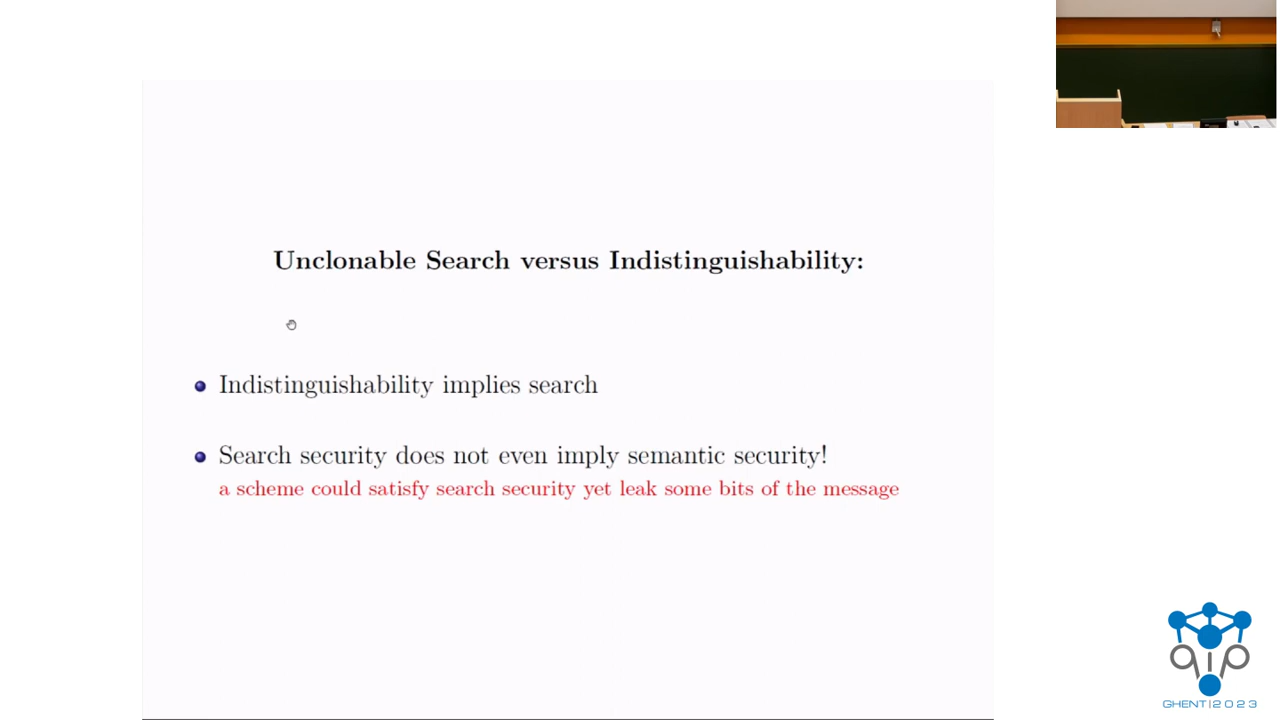 Unclonable Search versus Indistinguishability:
Indistinguishability implies search
Search security does not even imply semantic security!
a scheme could satisfy search security yet leak some bits of the message
qip
GHENT|2023